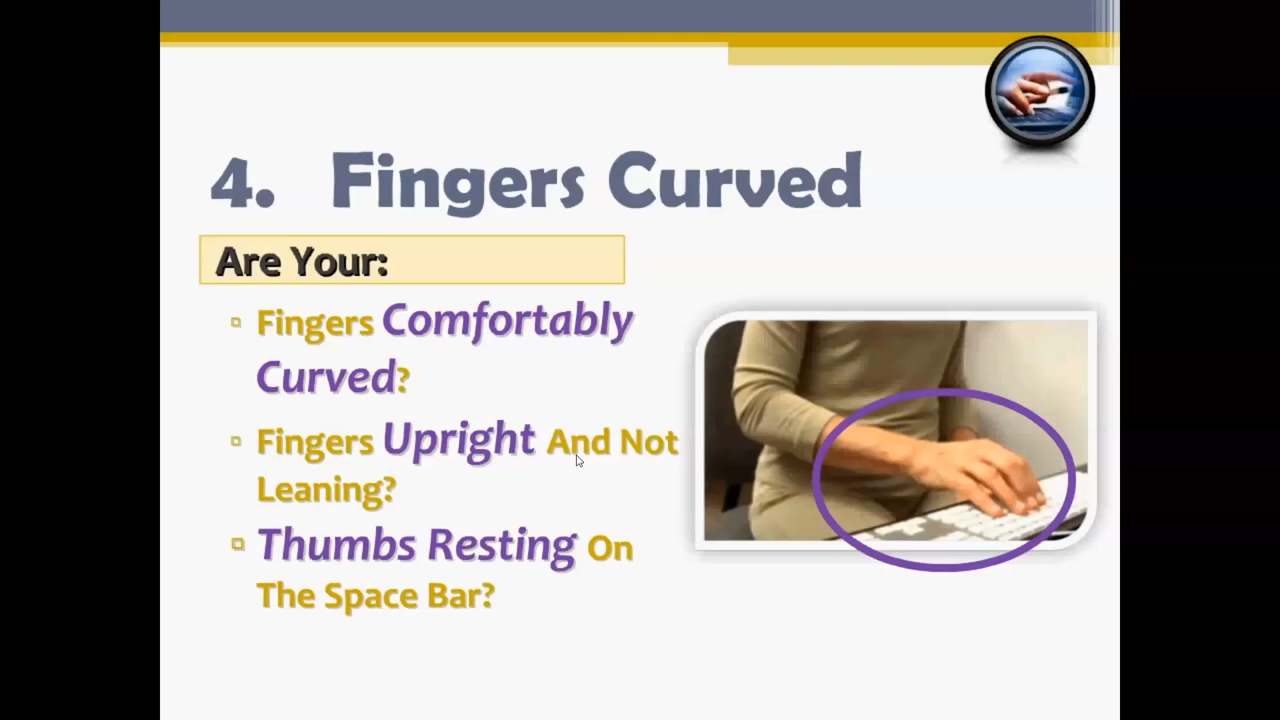 4. Fingers Curved
Are Your:
Fingers Comfortably
Curved?
Fingers Upright And Not
Leaning?
Thumbs Resting On
The Space Bar?